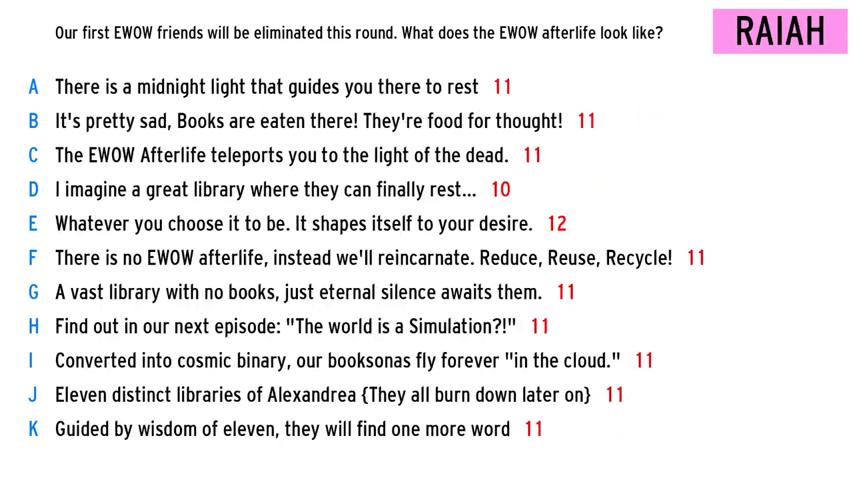 Our first EWOW friends will be eliminated this round. What does the EWOW afterlife look like?
RAIAH
A There is a midnight light that guides you there to rest 11
B It's pretty sad, Books are eaten there! They're food for thought! 11
C The EWOW Afterlife teleports you to the light of the dead. 11
D I imagine a great library where they can finally rest... 10
E Whatever you choose it to be. It shapes itself to your desire. 12
F There is no EWOW afterlife, instead we'll reincarnate. Reduce, Reuse, Recycle! 11
G A vast library with no books, just eternal silence awaits them. 11
H Find out in our next episode: "The world is a Simulation?!" 11
I Converted into cosmic binary, our booksonas fly forever "in the cloud." 11
J Eleven distinct libraries of Alexandrea {They all burn down later on} 11
K Guided by wisdom of eleven, they will find one more word 11